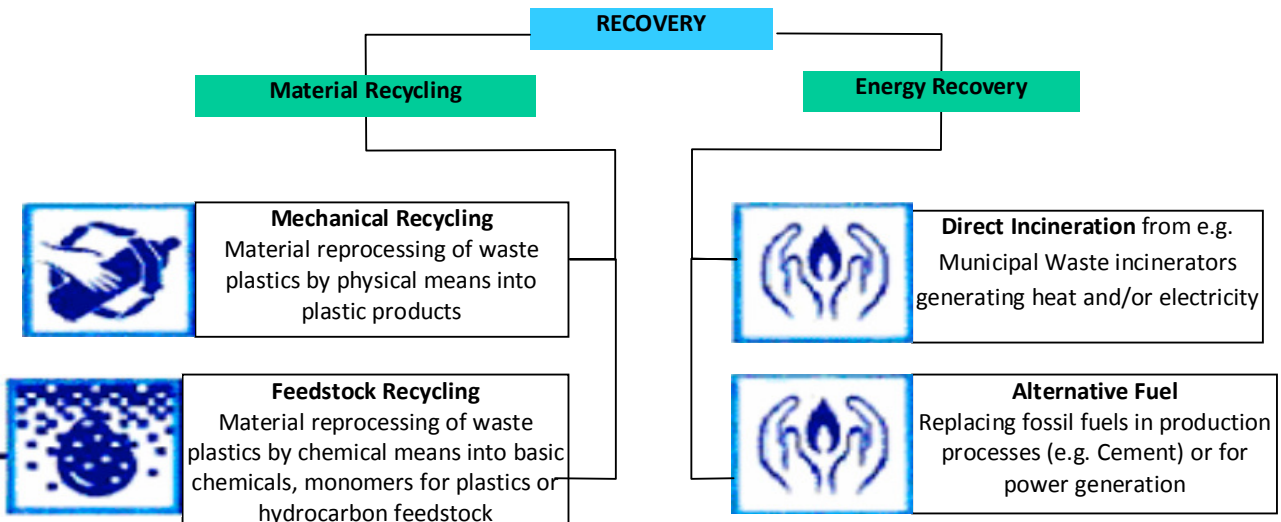 RECOVERY
Material Recycling
Energy Recovery
Mechanical Recycling
Material reprocessing of waste
plastics by physical means into
plastic products
Direct Incineration from e.g.
Municipal Waste incinerators
generating heat and/or electricity
Feedstock Recycling
Material reprocessing of waste
plastics by chemical means into basic
chemicals, monomers for plastics or
hydrocarbon feedstock
Alternative Fuel
Replacing fossil fuels in production
processes (e.g. Cement) or for
power generation